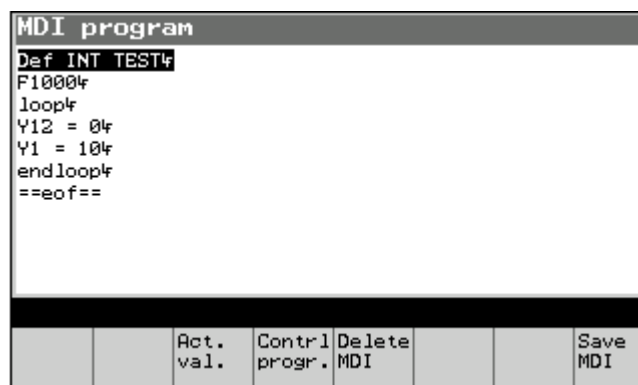 MDI program
Def INT TEST
F1000
loop
Y12 = 0
Y1 = 10
endloop
==eof==
Act. Contrl Delete Save
val. progr. MDI MDI